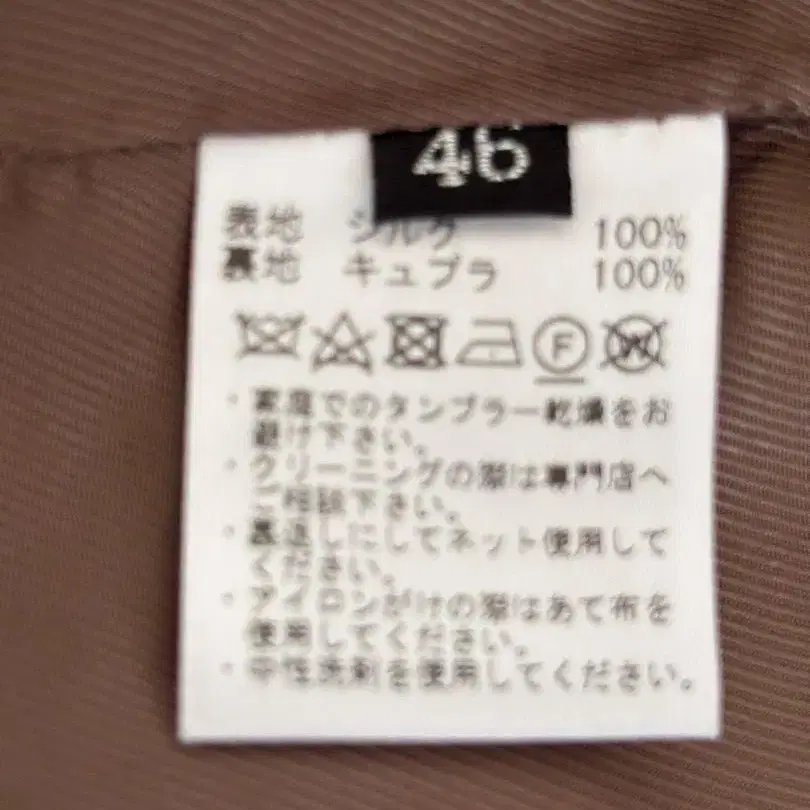 46
表地 シルク 100%
裏地 キュプラ 100%
F W
・家庭でのタンブラー乾燥をお
避け下さい。
・クリーニングの際は専門店へ
ご相談下さい。
・裏返しにしてネット使用して
ください。
・アイロンがけの際はあて布を
使用してください。
・中性洗剤を使用してください。